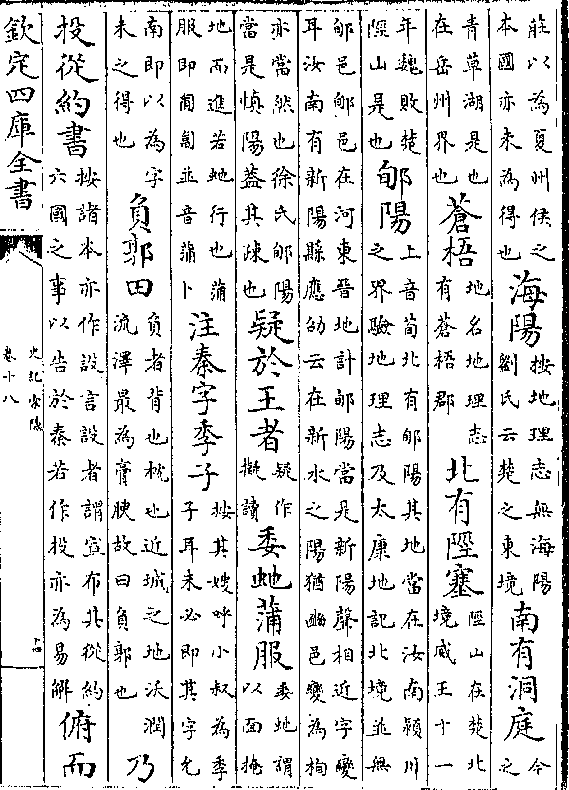 莊以為夏州侯之本國亦未為得也海陽按地理志無海陽劉氏云楚之東境南有洞庭今之
青草湖是也在岳州界也蒼梧地名地理志有蒼梧郡北有陘塞陘山在楚北境威王十一
年魏敗楚陘山是也郇陽上音荀北有郇陽其地當在汝南潁川之界驗地理志及太康地記北境並無
郇邑郇邑在河東晉地計郇陽當是新陽聲相近字變耳汝南有新陽縣應劭云在新水之陽猶豳邑變為栒
亦當然也徐氏郇陽當是慎陽蓋其疎也疑於王者疑作擬讀委虵蒲服委虵謂以面掩
地而進若虵行也蒲服即匍匐並音蒲卜注秦字季子按其嫂呼小叔為季子耳未必即其字允
南即以為字未之得也負郭田負者背也枕也近城之地沃潤流澤最為膏腴故曰負郭也乃
投從約書按諸本亦作設言設者謂宣布其從約六國之事以告於秦若作投亦為易解俯而
欽定四庫全書
史記索隱
卷十八
十四